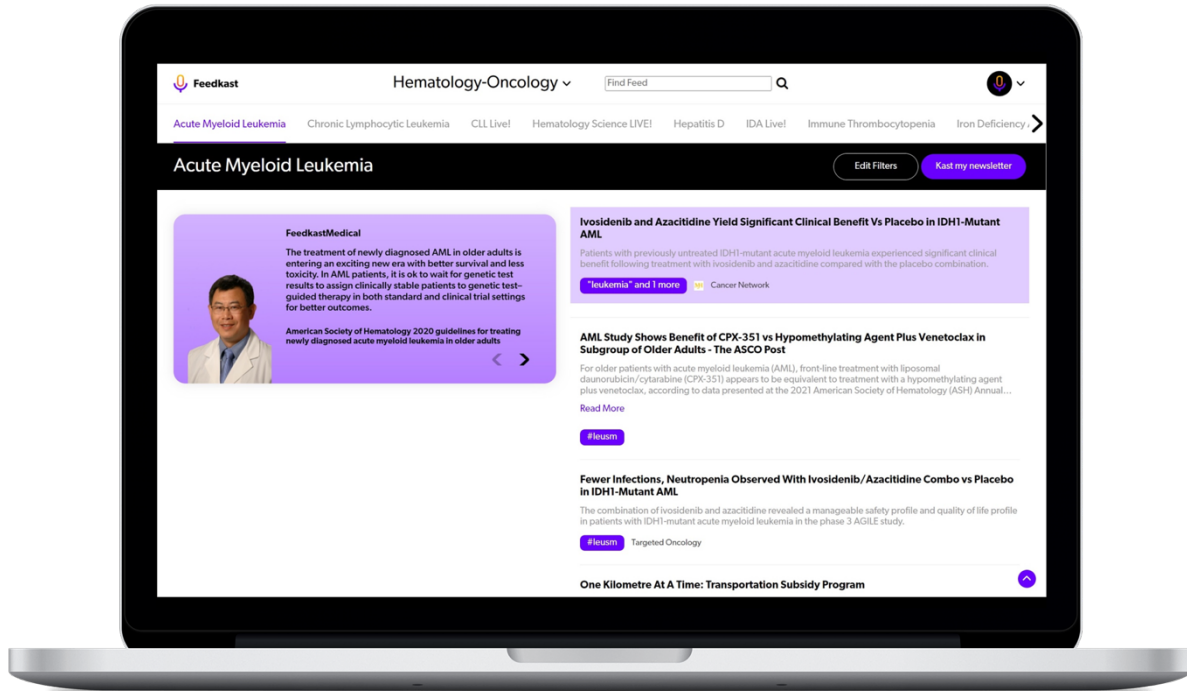 Feedkast
Hematology-Oncology
Find Feed
Acute Myeloid Leukemia
Chronic Lymphocytic Leukemia
CLL Live!
Hematology Science LIVE!
Hepatitis D
IDA Live!
Immune Thrombocytopenia
Iron Deficiency
Acute Myeloid Leukemia
Edit Filters
Kast my newsletter
FeedkastMedical
The treatment of newly diagnosed AML in older adults is
entering an exciting new era with better survival and less
toxicity. In AML patients, it is ok to wait for genetic test
results to assign clinically stable patients to genetic test–
guided therapy in both standard and clinical trial settings
for better outcomes.
American Society of Hematology 2020 guidelines for treating
newly diagnosed acute myeloid leukemia in older adults
Ivosidenib and Azacitidine Yield Significant Clinical Benefit Vs Placebo in IDH1-Mutant
AML
Patients with previously untreated IDH1-mutant acute myeloid leukemia experienced significant clinical
benefit following treatment with ivosidenib and azacitidine compared with the placebo combination.
"leukemia" and 1 more
Cancer Network
AML Study Shows Benefit of CPX-351 vs Hypomethylating Agent Plus Venetoclax in
Subgroup of Older Adults - The ASCO Post
For older patients with acute myeloid leukemia (AML), front-line treatment with liposomal
daunorubicin/cytarabine (CPX-351) appears to be equivalent to treatment with a hypomethylating agent
plus venetoclax, according to data presented at the 2021 American Society of Hematology (ASH) Annual...
Read More
#leusm
Fewer Infections, Neutropenia Observed With Ivosidenib/Azacitidine Combo vs Placebo
in IDH1-Mutant AML
The combination of ivosidenib and azacitidine revealed a manageable safety profile and quality of life profile
in patients with IDH1-mutant acute myeloid leukemia in the phase 3 AGILE study.
#leusm
Targeted Oncology
One Kilometre At A Time: Transportation Subsidy Program